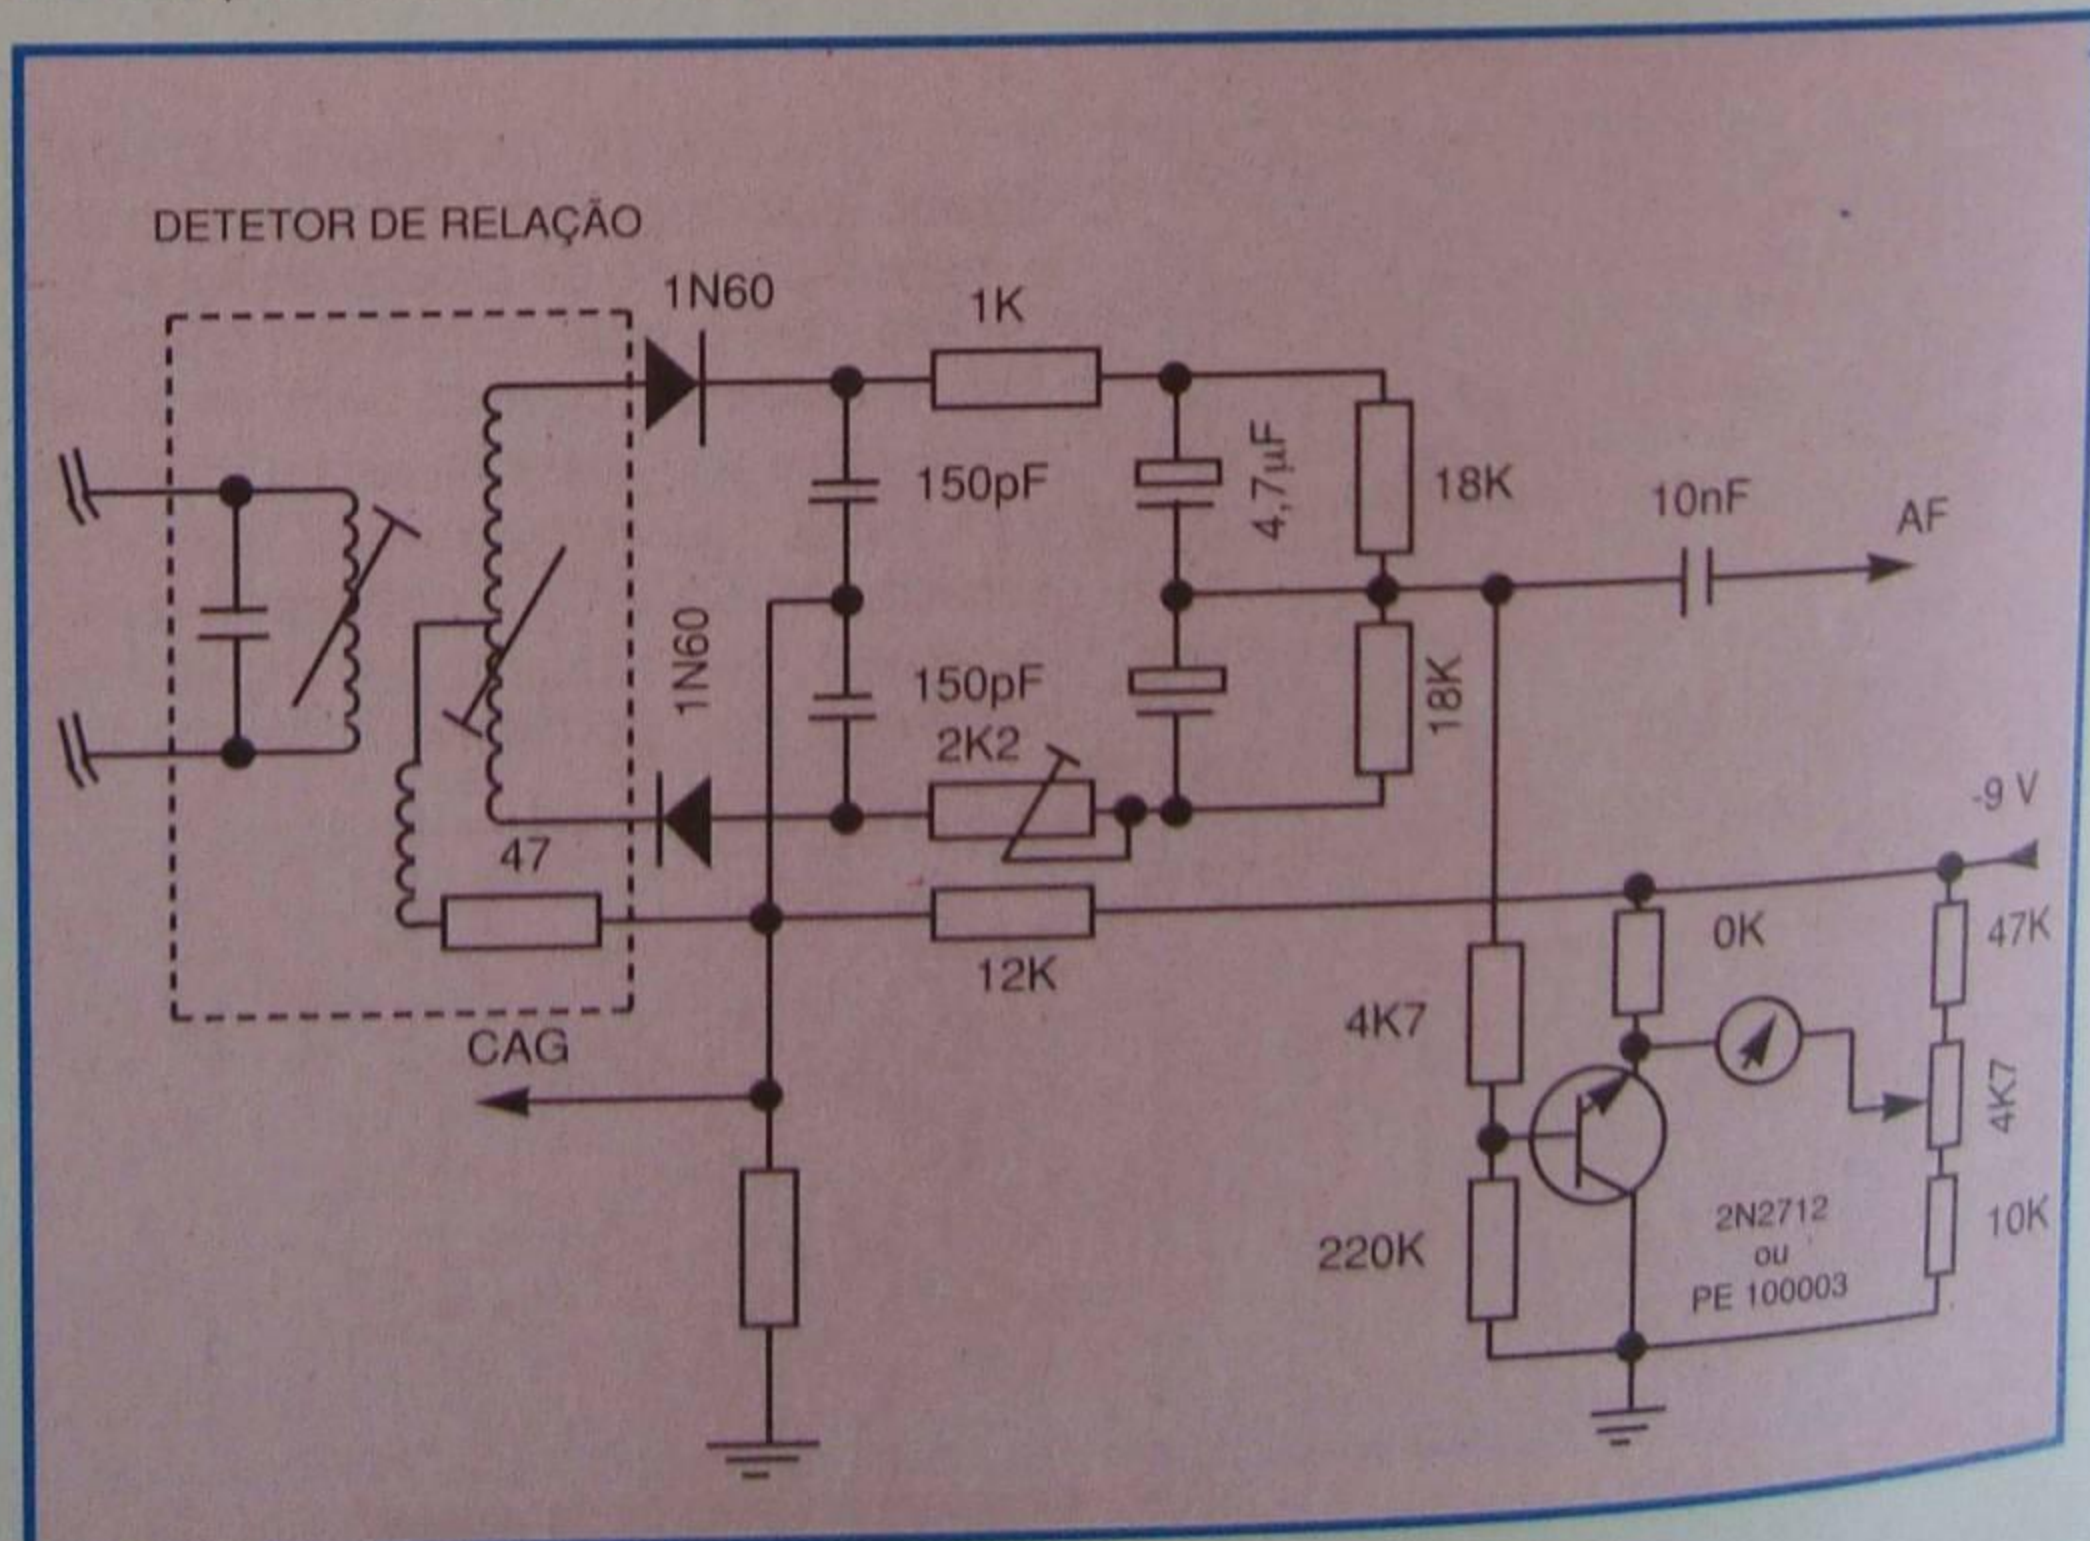 DETETOR DE RELAÇÃO
1N60
1K
150pF
4,7µF
18K
10nF
AF
1N60
150pF
2K2
18K
-9 V
47
12K
0K
47K
4K7
4K7
CAG
220K
2N2712
ou
PE 100003
10K